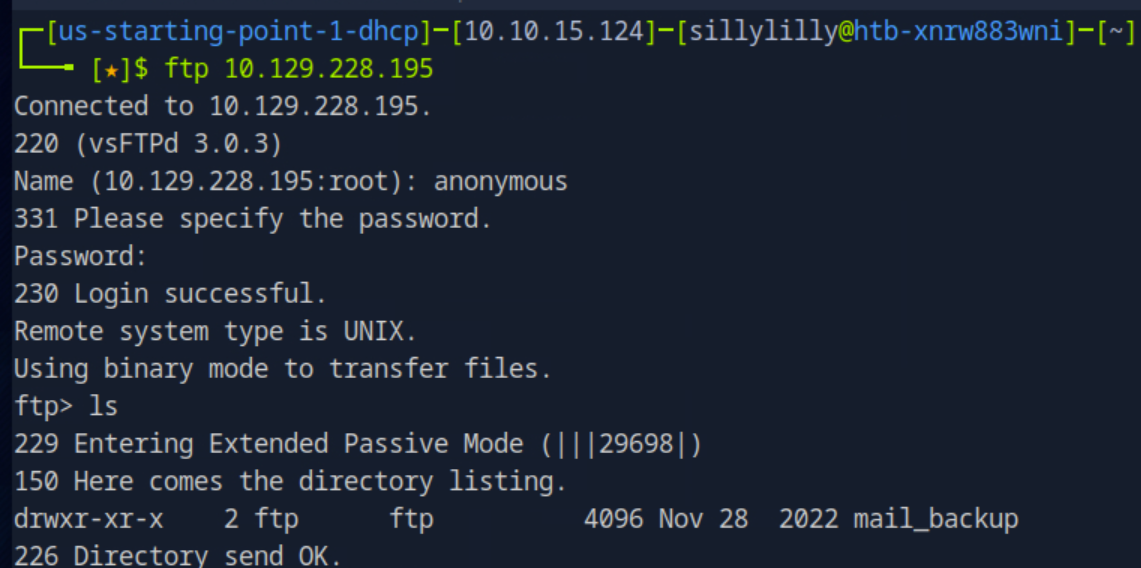 ┌─[us-starting-point-1-dhcp]─[10.10.15.124]─[sillylilly@htb-xnrw883wni]─[~]
└──╼ [★]$ ftp 10.129.228.195
Connected to 10.129.228.195.
220 (vsFTPd 3.0.3)
Name (10.129.228.195:root): anonymous
331 Please specify the password.
Password:
230 Login successful.
Remote system type is UNIX.
Using binary mode to transfer files.
ftp> ls
229 Entering Extended Passive Mode (|||29698|)
150 Here comes the directory listing.
drwxr-xr-x    2 ftp      ftp          4096 Nov 28  2022 mail_backup
226 Directory send OK.